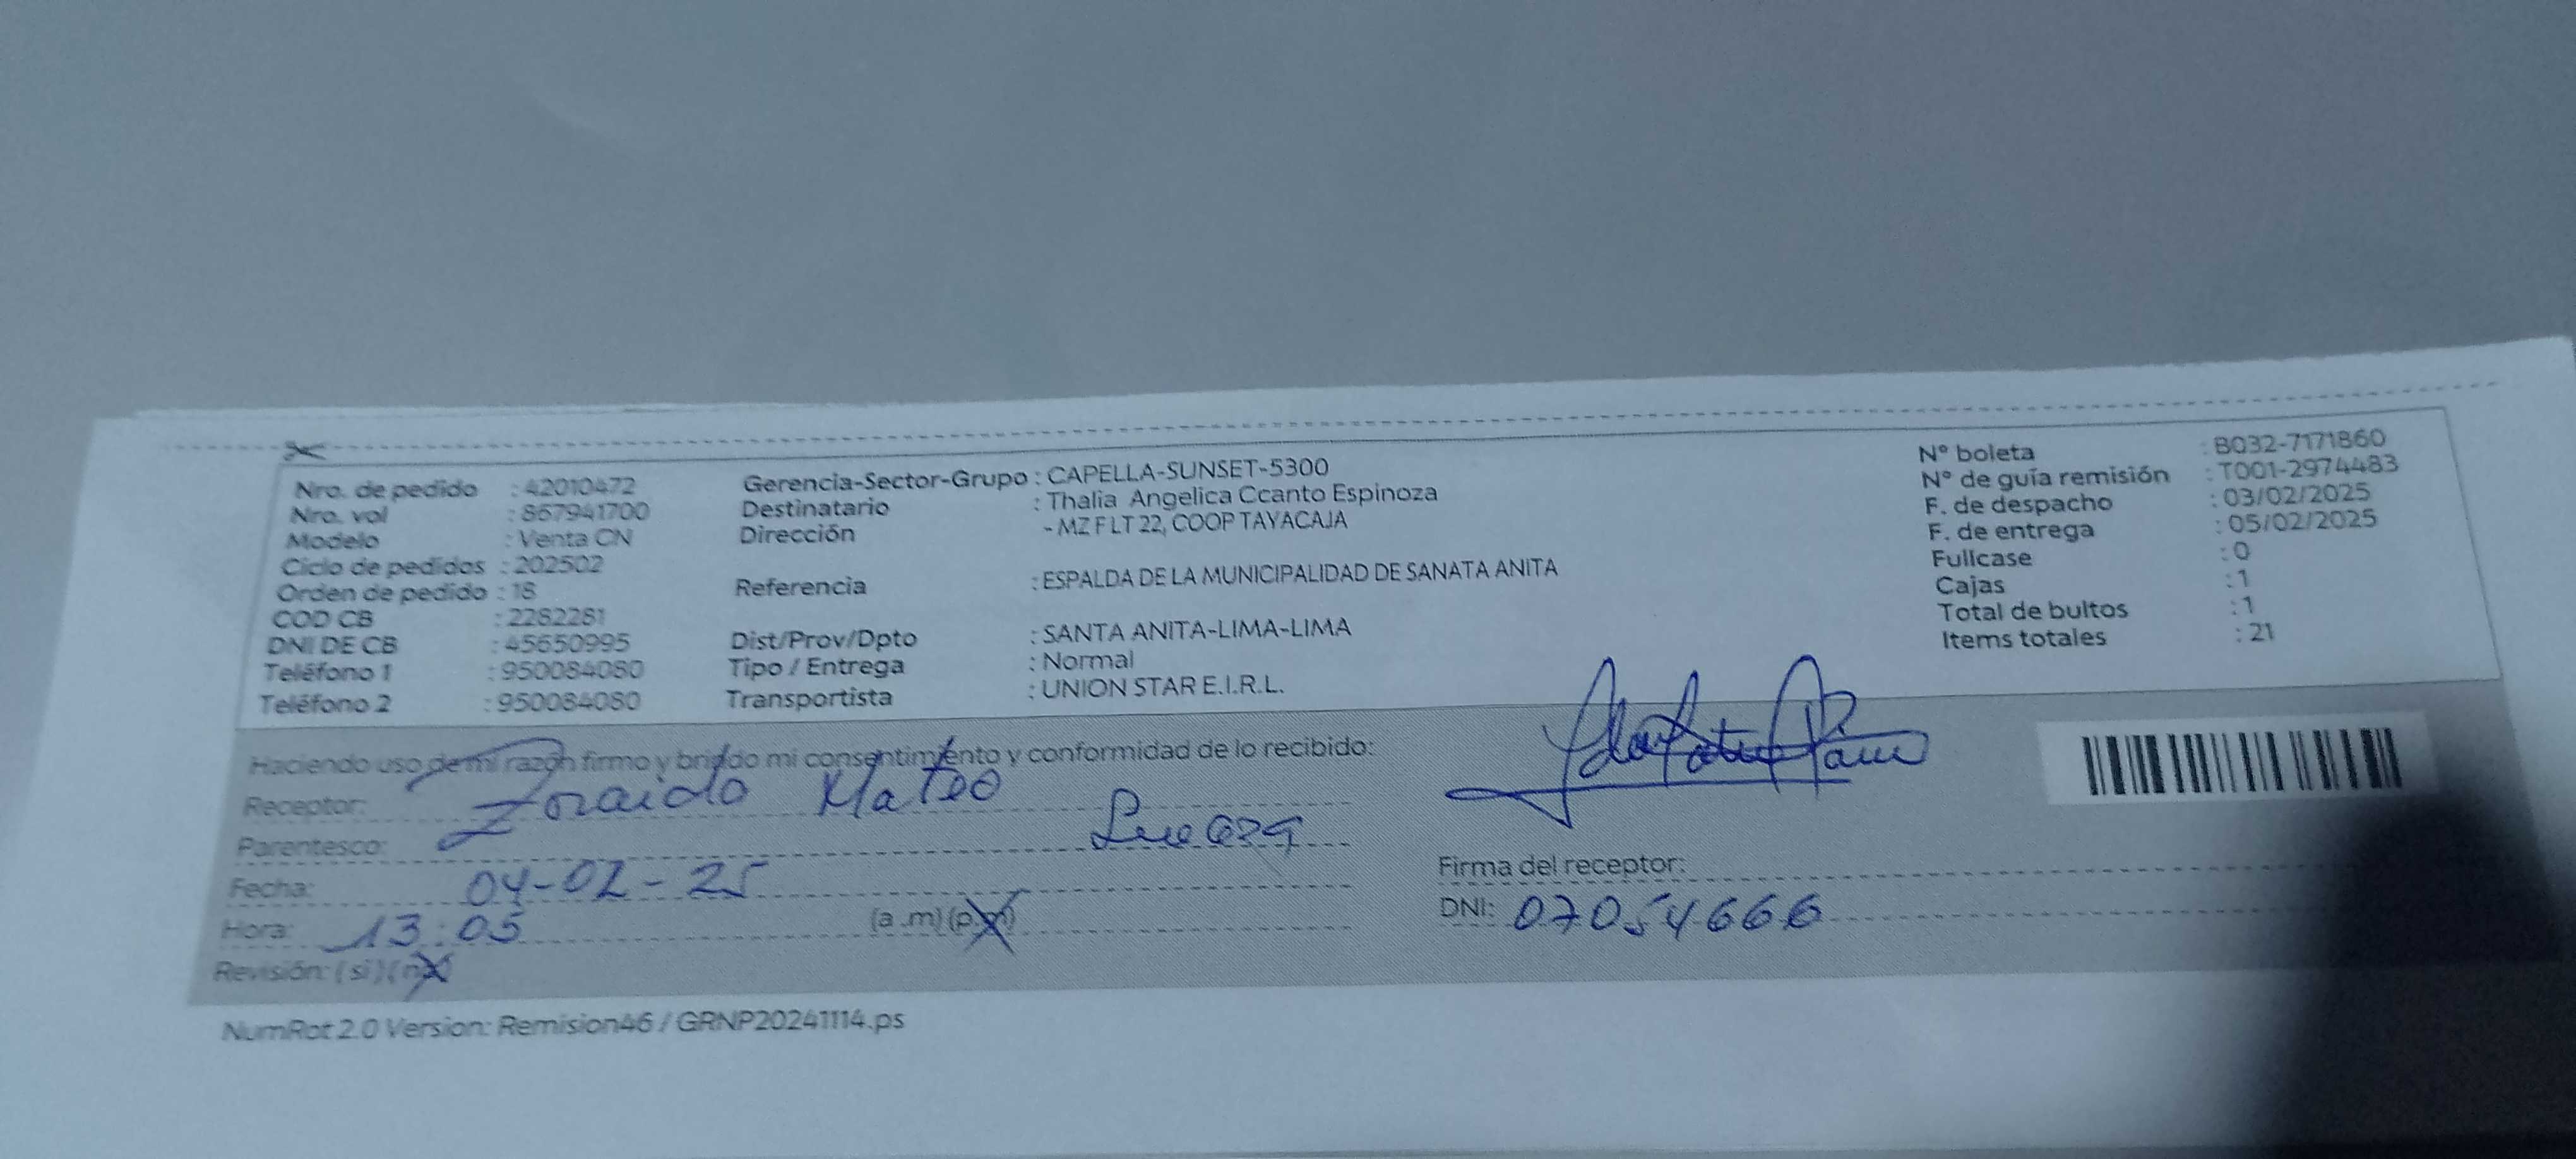 Nro. de pedido : 42010472
Nro. vol : 867941700
Modelo : Venta CN
Ciclo de pedidos : 202502
Orden de pedido : 18
COD CB : 2282281
DNI DE CB : 45650995
Teléfono 1 : 950084080
Teléfono 2 : 950084080
Gerencia-Sector-Grupo : CAPELLA-SUNSET-5300
Destinatario : Thalia Angelica Ccanto Espinoza
Dirección - MZ F LT 22, COOP TAYACAJA
Referencia : ESPALDA DE LA MUNICIPALIDAD DE SANATA ANITA
Dist/Prov/Dpto : SANTA ANITA-LIMA-LIMA
Tipo / Entrega : Normal
Transportista : UNION STAR E.I.R.L.
N° boleta : B032-7171860
N° de guía remisión : T001-2974483
F. de despacho : 03/02/2025
F. de entrega : 05/02/2025
Fullcase : 0
Cajas : 1
Total de bultos : 1
Items totales : 21
Haciendo uso de mi razón firmo y brindo mi consentimiento y conformidad de lo recibido:
Receptor: Zoraida Mateo
Parentesco:
Fecha: 04-02-25
Hora: 13:05 (a.m) (p.m)
Revisión: (si) (no)
Firma del receptor:
DNI: 07054666
NumRot 2.0 Version: Remision46 / GRNP20241114.ps